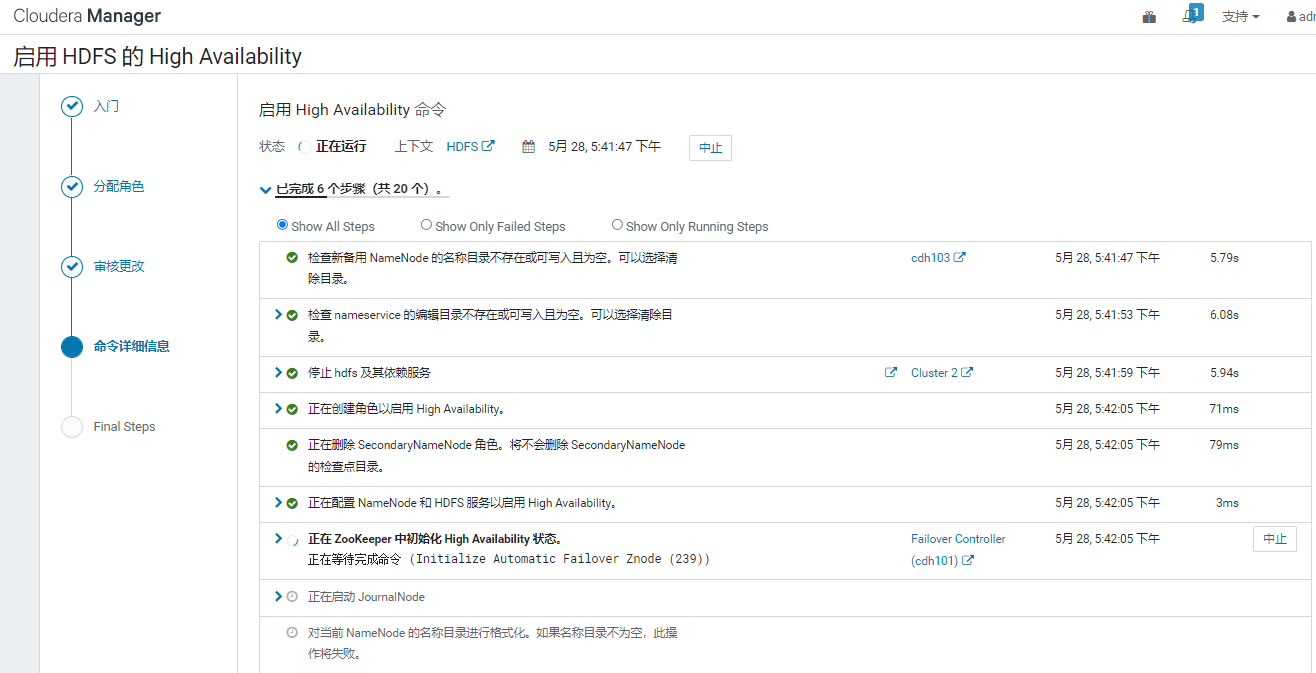 Cloudera Manager
1
支持
adn
启用 HDFS 的 High Availability
入门
分配角色
审核更改
命令详细信息
Final Steps
启用 High Availability 命令
状态 正在运行 上下文 HDFS 5月 28, 5:41:47 下午 中止
已完成 6 个步骤（共 20 个）。
Show All Steps Show Only Failed Steps Show Only Running Steps
检查新备用 NameNode 的名称目录不存在或可写入且为空。可以选择清 cdh103 5月 28, 5:41:47 下午 5.79s
除目录。
检查 nameservice 的编辑目录不存在或可写入且为空。可以选择清除目 5月 28, 5:41:53 下午 6.08s
录。
停止 hdfs 及其依赖服务 Cluster 2 5月 28, 5:41:59 下午 5.94s
正在创建角色以启用 High Availability。 5月 28, 5:42:05 下午 71ms
正在删除 SecondaryNameNode 角色。将不会删除 SecondaryNameNode 5月 28, 5:42:05 下午 79ms
的检查点目录。
正在配置 NameNode 和 HDFS 服务以启用 High Availability。 5月 28, 5:42:05 下午 3ms
正在 ZooKeeper 中初始化 High Availability 状态。 Failover Controller 5月 28, 5:42:05 下午 中止
正在等待完成命令 (Initialize Automatic Failover Znode (239)) (cdh101)
正在启动 JournalNode
对当前 NameNode 的名称目录进行格式化。如果名称目录不为空，此操
作将失败。